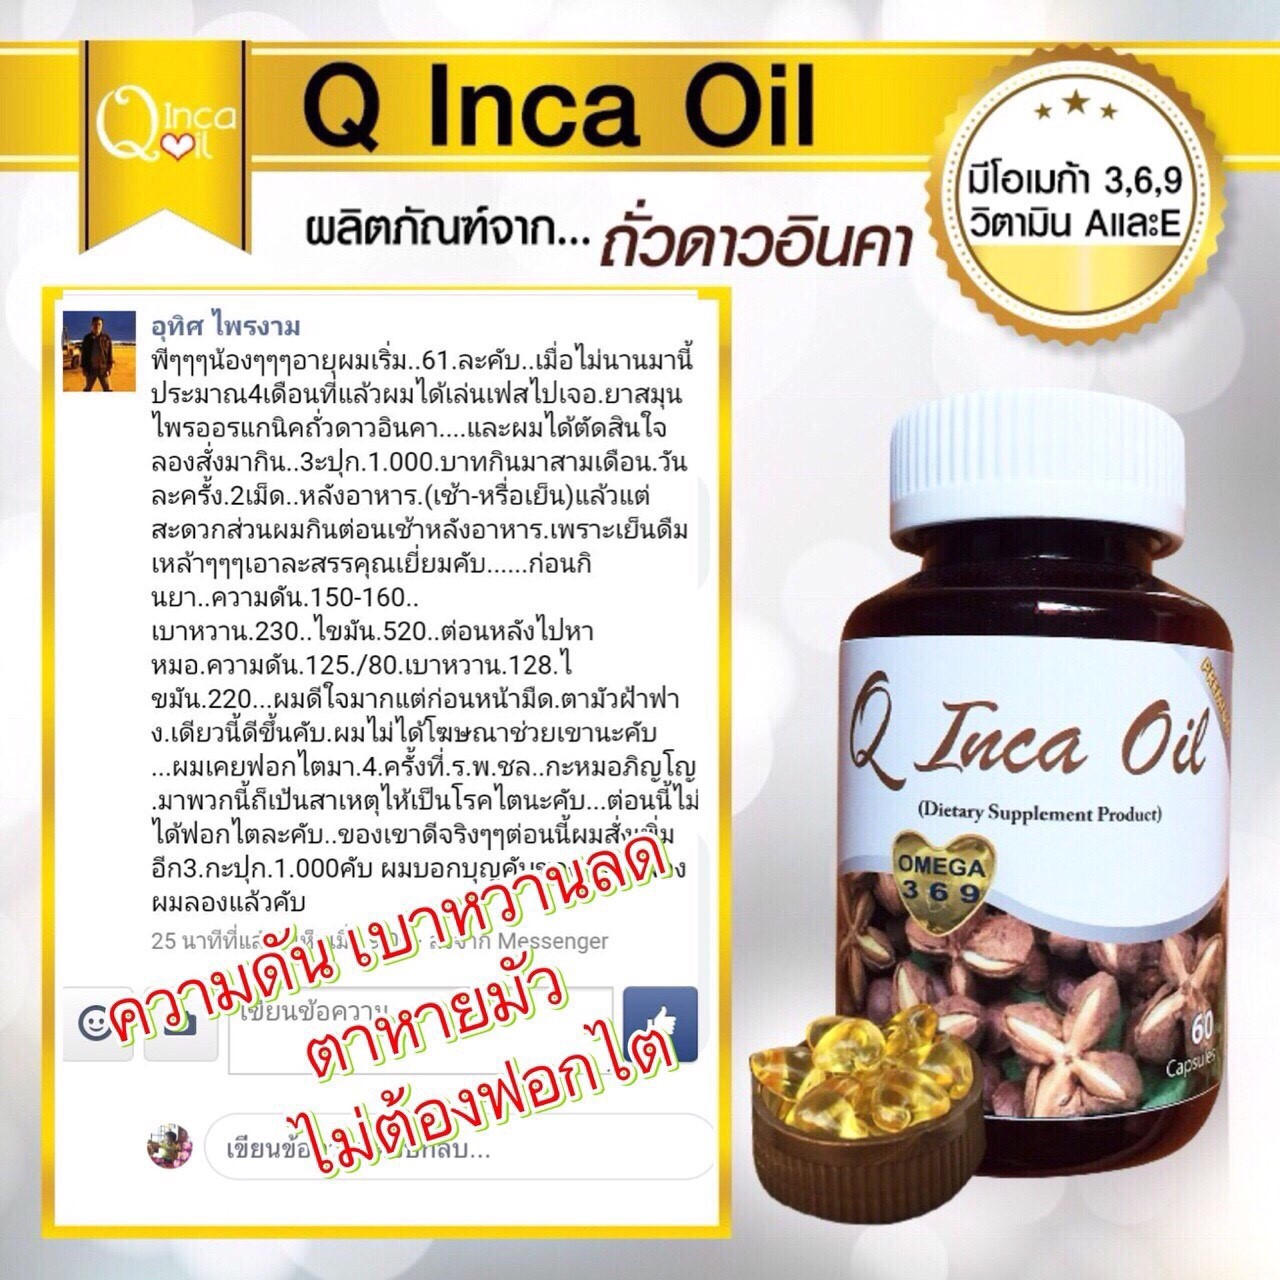 Q Inca Oil
Q Inca Oil
ผลิตภัณฑ์จาก... ถั่วดาวอินคา
มีโอเมก้า 3,6,9
วิตามิน AและE
อุทิศ ไพรงาม
พีๆๆๆน้องๆๆๆอายุผมเริ่ม..61.ละคับ..เมื่อไม่นานมานี้
ประมาณ4เดือนที่แล้วผมได้เล่นเฟสไปเจอ.ยาสมุน
ไพรออรแกนิคถั่วดาวอินคา....และผมได้ตัดสินใจ
ลองสั่งมากิน..3ะปุก.1.000.บาทกินมาสามเดือน.วัน
ละครั้ง.2เม็ด..หลังอาหาร.(เช้า-หรื่อเย็น)แล้วแต่
สะดวกส่วนผมกินต่อนเช้าหลังอาหาร.เพราะเย็นดืม
เหล้าๆๆๆเอาละสรรคุณเยี่ยมคับ......ก่อนกิ
นยา..ความดัน.150-160..
เบาหวาน.230..ไขมัน.520..ต่อนหลังไปหา
หมอ.ความดัน.125./80.เบาหวาน.128.ไ
ขมัน.220...ผมดีใจมากแต่ก่อนหน้ามืด.ตามัวฝ้าฟา
ง.เดียวนี้ดีขึ้นคับ.ผมไม่ได้โฆษณาช่วยเขานะคับ
...ผมเคยฟอกไตมา.4.ครั้งที่.ร.พ.ชล..กะหมอภิญโญ
.มาพวกนี้ถ็เป้นสาเหตุไห้เป็นโรคไตนะคับ...ต่อนนี้ไม่
ได้ฟอกไตละคับ..ของเขาดีจริงๆๆต่อนนี้ผมสั่งเพิ่ม
อีก3.กะปุก.1.000คับ ผมบอกบุญคับ
ผมลองแล้วคับ
25 นาทีที่แล้ว จาก Messenger
เขียนข้อความ
ความดัน เบาหวานลด
ตาหายมัว
ไม่ต้องฟอกไต
เขียนข้อ
PREMIUM
Q Inca Oil
(Dietary Supplement Product)
OMEGA
3 6 9
60
Capsules